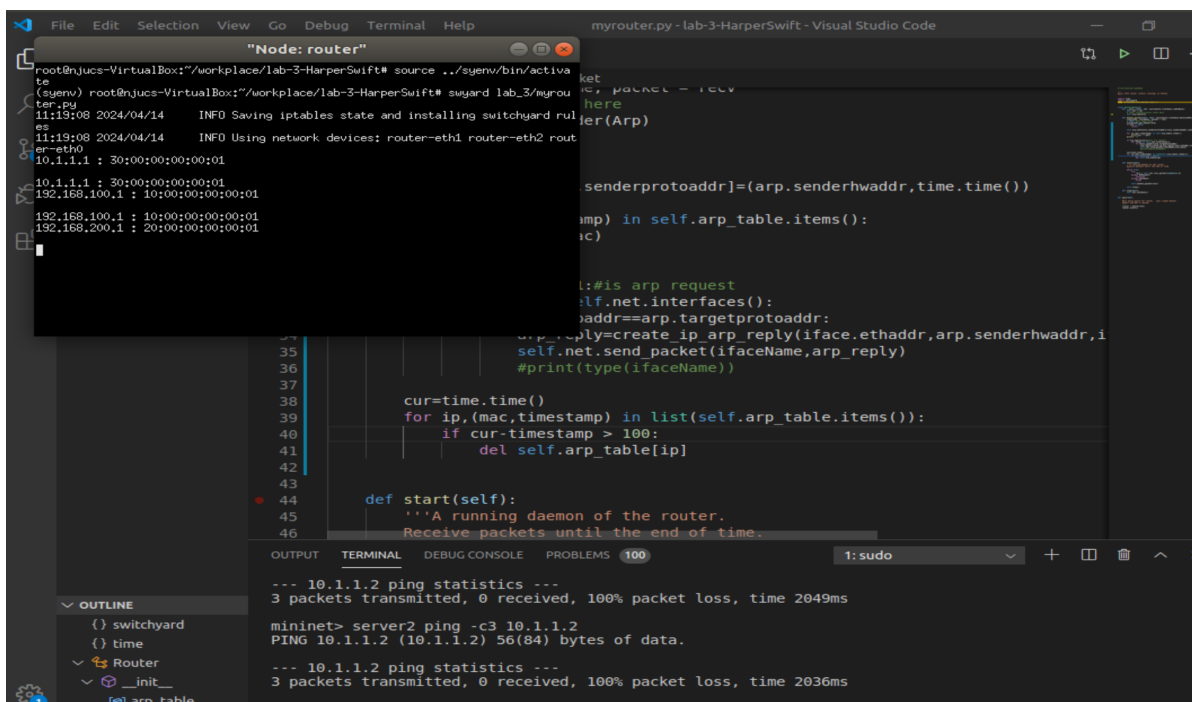 File Edit Selection View Go Debug Terminal Help myrouter.py - lab-3-HarperSwift - Visual Studio Code
"Node: router"
root@njucs-VirtualBox:~/workplace/lab-3-HarperSwift# source ../syenv/bin/activa
te
(syenv) root@njucs-VirtualBox:~/workplace/lab-3-HarperSwift# swyard lab_3/myrou
ter.py
11:19:08 2024/04/14 INFO Saving iptables state and installing switchyard rul
es
11:19:08 2024/04/14 INFO Using network devices: router-eth1 router-eth2 rout
er-eth0
10.1.1.1 : 30:00:00:00:00:01
10.1.1.1 : 30:00:00:00:00:01
192.168.100.1 : 10:00:00:00:00:01
192.168.100.1 : 10:00:00:00:00:01
192.168.200.1 : 20:00:00:00:00:01
ket
packet = recv
here
der(Arp)
.senderprotoaddr]=(arp.senderhwaddr,time.time())
amp) in self.arp_table.items():
ac)
1:#is arp request
elf.net.interfaces():
oaddr==arp.targetprotoaddr:
arp_reply=create_ip_arp_reply(iface.ethaddr,arp.senderhwaddr,i
35 self.net.send_packet(ifaceName,arp_reply)
36 #print(type(ifaceName))
37
38 cur=time.time()
39 for ip,(mac,timestamp) in list(self.arp_table.items()):
40 if cur-timestamp > 100:
41 del self.arp_table[ip]
42
43
44 def start(self):
45 '''A running daemon of the router.
46 Receive packets until the end of time.
OUTPUT TERMINAL DEBUG CONSOLE PROBLEMS 100 1: sudo
--- 10.1.1.2 ping statistics ---
3 packets transmitted, 0 received, 100% packet loss, time 2049ms
mininet> server2 ping -c3 10.1.1.2
PING 10.1.1.2 (10.1.1.2) 56(84) bytes of data.
--- 10.1.1.2 ping statistics ---
3 packets transmitted, 0 received, 100% packet loss, time 2036ms
OUTLINE
{} switchyard
{} time
Router
__init__
arp_table